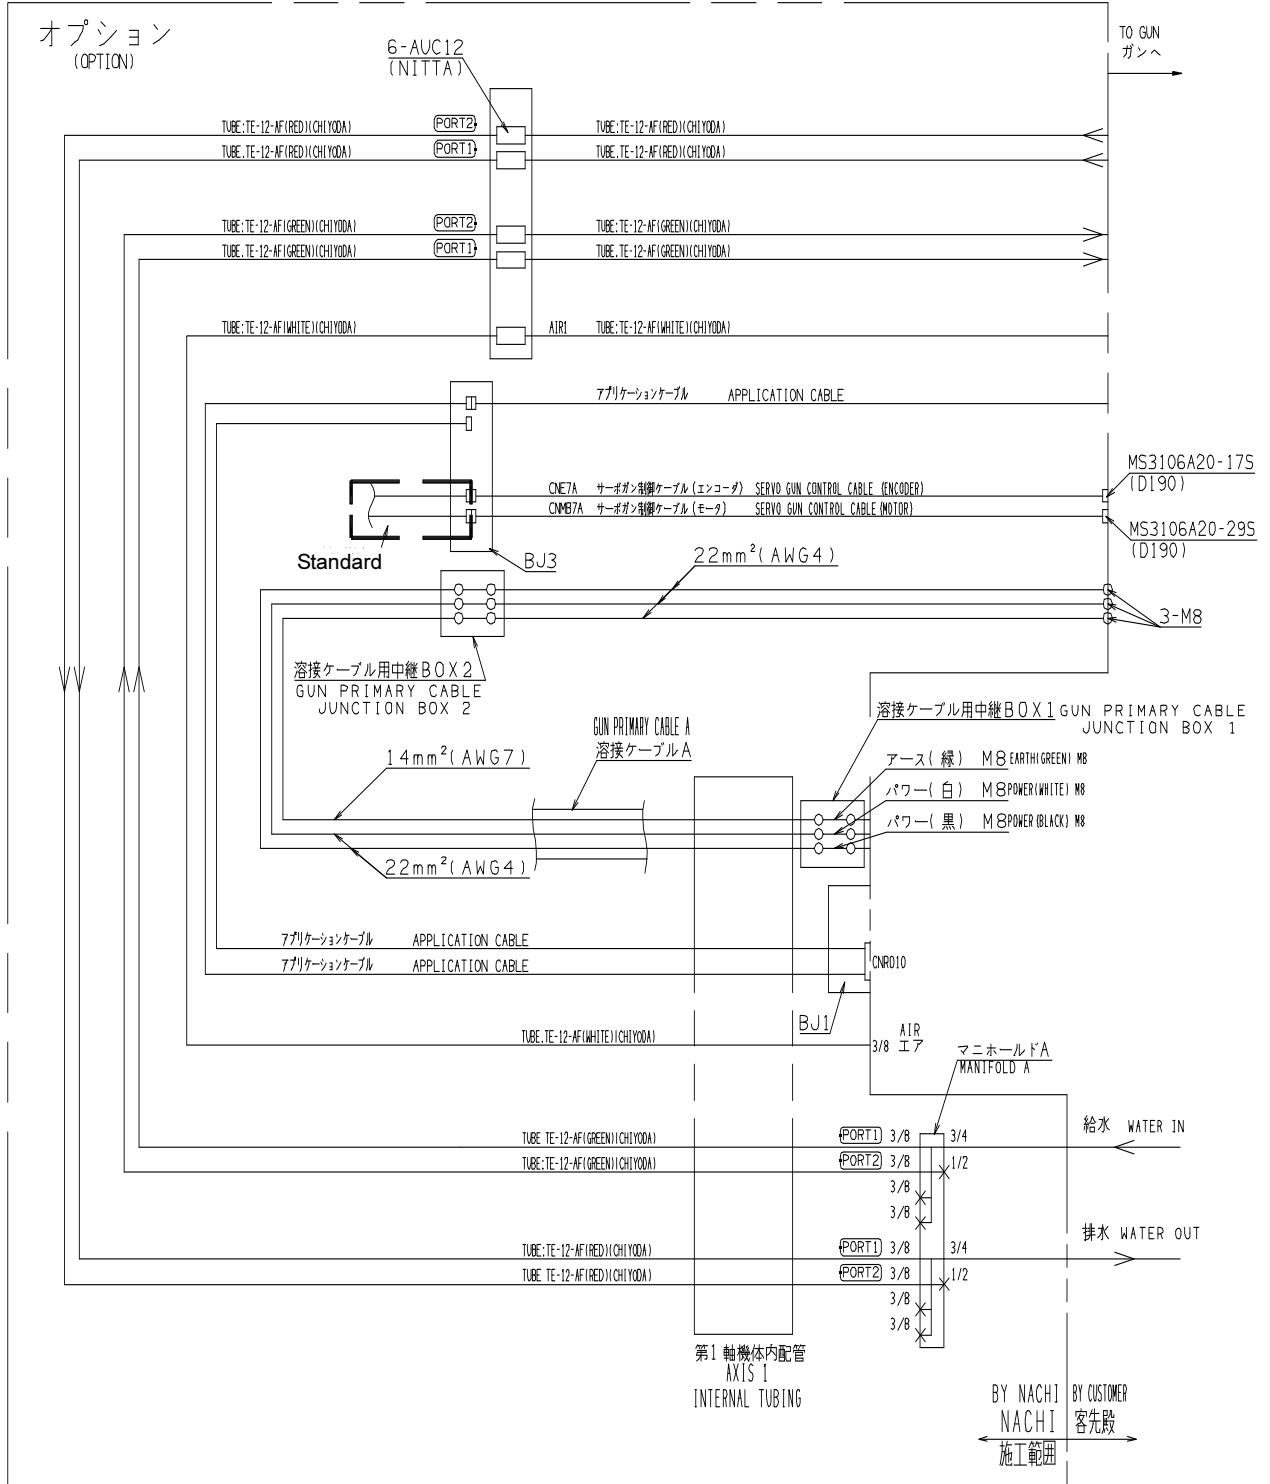 オプション
(OPTION)
6-AUC12
(NITTA)
TO GUN
ガンへ
TUBE:TE-12-AF(RED)(CHIYODA)
PORT2
TUBE:TE-12-AF(RED)(CHIYODA)
TUBE.TE-12-AF(RED)(CHIYODA)
PORT1
TUBE.TE-12-AF(RED)(CHIYODA)
TUBE:TE-12-AF(GREEN)(CHIYODA)
PORT2
TUBE:TE-12-AF(GREEN)(CHIYODA)
TUBE.TE-12-AF(GREEN)(CHIYODA)
PORT1
TUBE:TE-12-AF(GREEN)(CHIYODA)
TUBE:TE-12-AF(WHITE)(CHIYODA)
AIR1
TUBE:TE-12-AF(WHITE)(CHIYODA)
アプリケーションケーブル APPLICATION CABLE
MS3106A20-17S
(D190)
CNE7A サーボガン制御ケーブル(エンコーダ) SERVO GUN CONTROL CABLE (ENCODER)
CNMB7A サーボガン制御ケーブル(モータ) SERVO GUN CONTROL CABLE (MOTOR)
MS3106A20-29S
(D190)
Standard
BJ3
22mm²(AWG4)
3-M8
溶接ケーブル用中継BOX2
GUN PRIMARY CABLE
JUNCTION BOX 2
溶接ケーブル用中継BOX1 GUN PRIMARY CABLE
JUNCTION BOX 1
GUN PRIMARY CABLE A
溶接ケーブルA
14mm²(AWG7)
アース(緑) M8 EARTH(GREEN) M8
パワー(白) M8 POWER(WHITE) M8
パワー(黒) M8 POWER(BLACK) M8
22mm²(AWG4)
アプリケーションケーブル APPLICATION CABLE
アプリケーションケーブル APPLICATION CABLE
CNR010
BJ1
TUBE.TE-12-AF(WHITE)(CHIYODA)
AIR
3/8 エア
マニホールドA
MANIFOLD A
給水 WATER IN
TUBE TE-12-AF(GREEN)(CHIYODA)
PORT1 3/8 3/4
TUBE:TE-12-AF(GREEN)(CHIYODA)
PORT2 3/8 1/2
3/8
3/8
排水 WATER OUT
TUBE:TE-12-AF(RED)(CHIYODA)
PORT1 3/8 3/4
TUBE TE-12-AF(RED)(CHIYODA)
PORT2 3/8 1/2
3/8
3/8
第1軸機体内配管
AXIS 1
INTERNAL TUBING
BY NACHI BY CUSTOMER
NACHI 客先殿
施工範囲